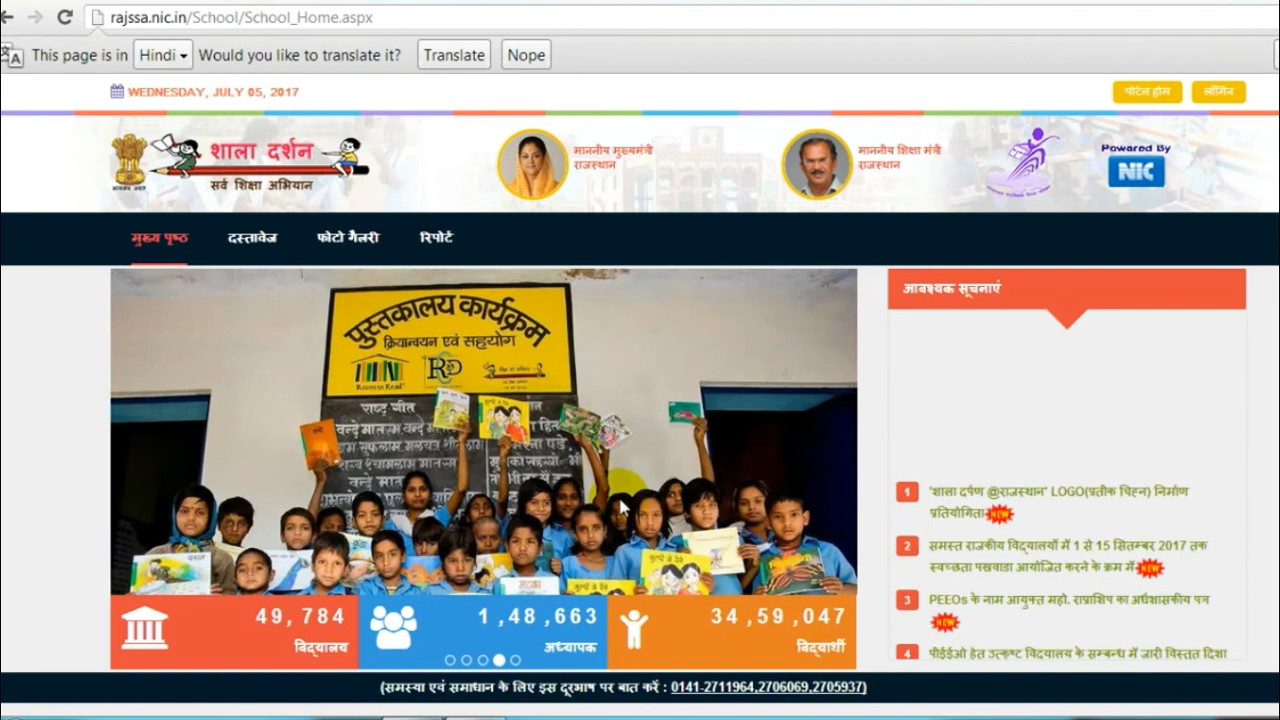 rajssa.nic.in/School/School_Home.aspx
This page is in Hindi Would you like to translate it? Translate Nope
WEDNESDAY, JULY 05, 2017
पोर्टल होम लॉगिन
शाला दर्शन
सर्व शिक्षा अभियान
माननीय मुख्यमंत्री
राजस्थान
माननीय शिक्षा मंत्री
राजस्थान
Powered By
NIC
मुख्य पृष्ठ दस्तावेज फोटो गैलरी रिपोर्ट
पुस्तकालय कार्यक्रम
क्रियान्वयन एवं सहयोग
Room to Read
राष्ट्र गीत
वन्दे मातरम्
49,784
विद्यालय
1,48,663
अध्यापक
34,59,047
विद्यार्थी
आवश्यक सूचनाएं
1 'शाला दर्पण @राजस्थान' LOGO(प्रतीक चिह्न) निर्माण
प्रतियोगिता NEW
2 समस्त राजकीय विद्यालयों में 1 से 15 सितम्बर 2017 तक
स्वच्छता पखवाडा आयोजित करने के क्रम में NEW
3 PEEOs के नाम आयुक्त महो. राप्राशिप का अर्धशासकीय पत्र
NEW
4 पीईईओ हेतु उत्कृष्ट विद्यालय के सम्बन्ध में जारी विस्तृत दिशा
(समस्या एवं समाधान के लिए इस दूरभाष पर बात करें : 0141-2711964,2706069,2705937)